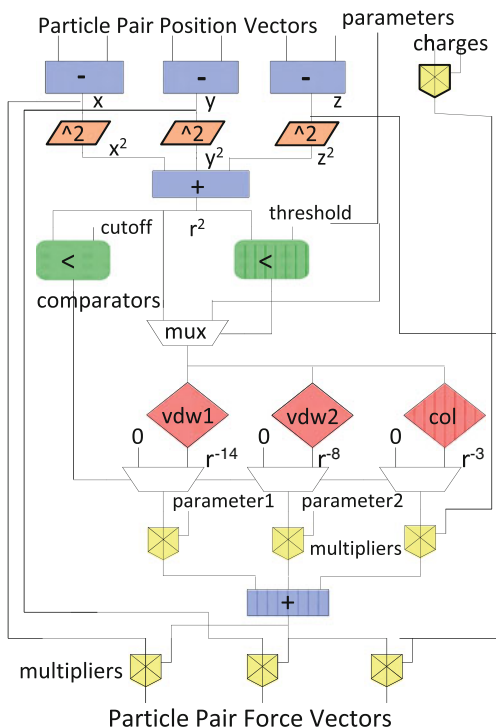 Particle Pair Position Vectors
parameters
charges
- - -
x y z
^2 ^2 ^2
x² y² z²
+
cutoff r² threshold
< <
comparators
mux
vdw1 vdw2 col
0 r⁻¹⁴ 0 r⁻⁸ 0 r⁻³
parameter1 parameter2
multipliers
+
multipliers
Particle Pair Force Vectors